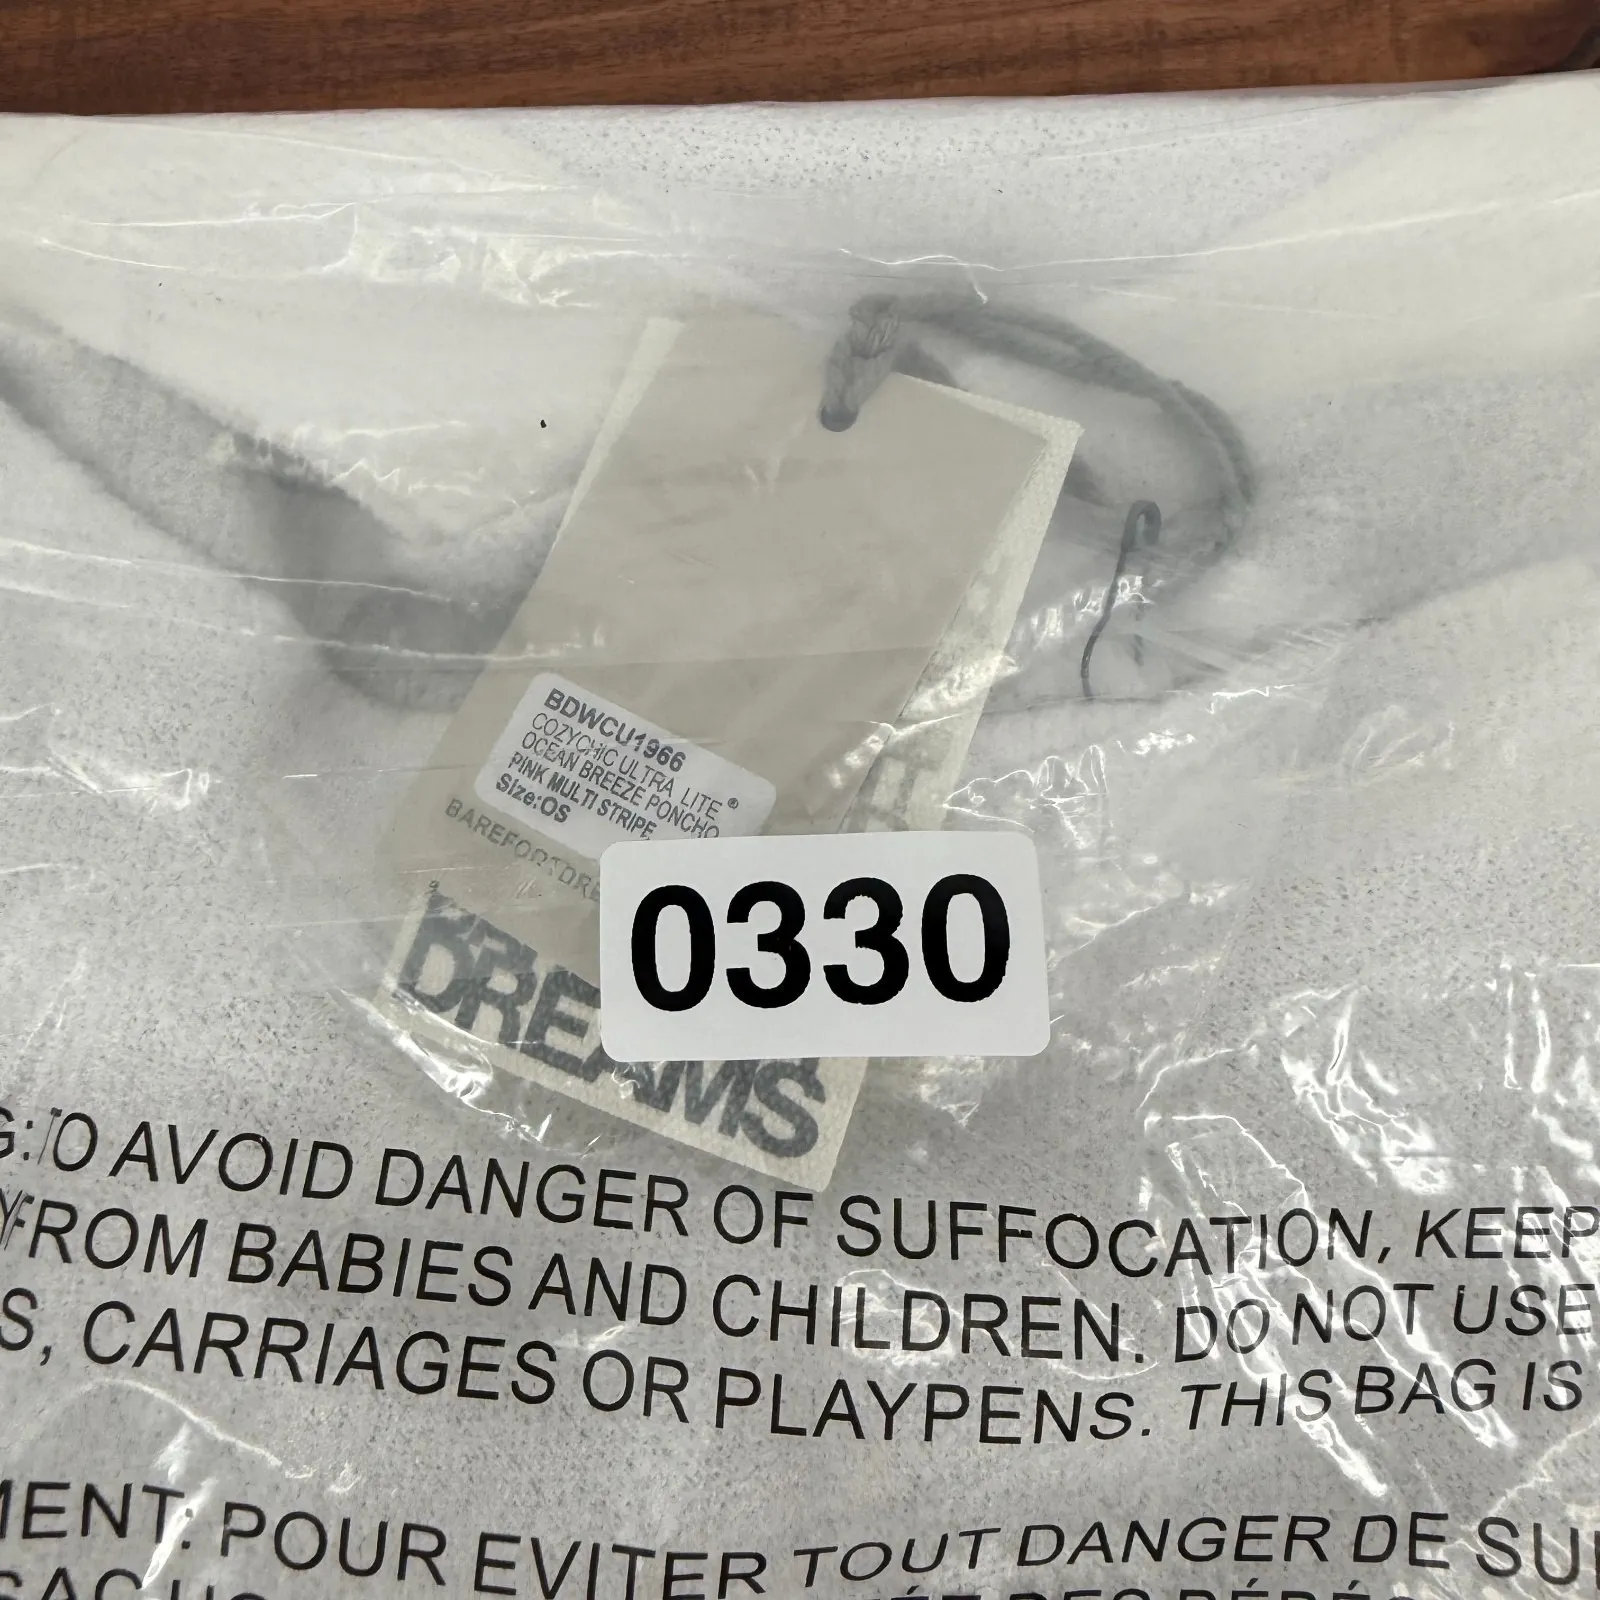 BDWCU1966
COZYCHIC ULTRA LITE®
OCEAN BREEZE PONCHO
PINK MULTI STRIPE
Size:OS
DREAMS
0330
TO AVOID DANGER OF SUFFOCATION, KEEP
FROM BABIES AND CHILDREN. DO NOT USE
S, CARRIAGES OR PLAYPENS. THIS BAG IS
MENT: POUR EVITER TOUT DANGER DE SU